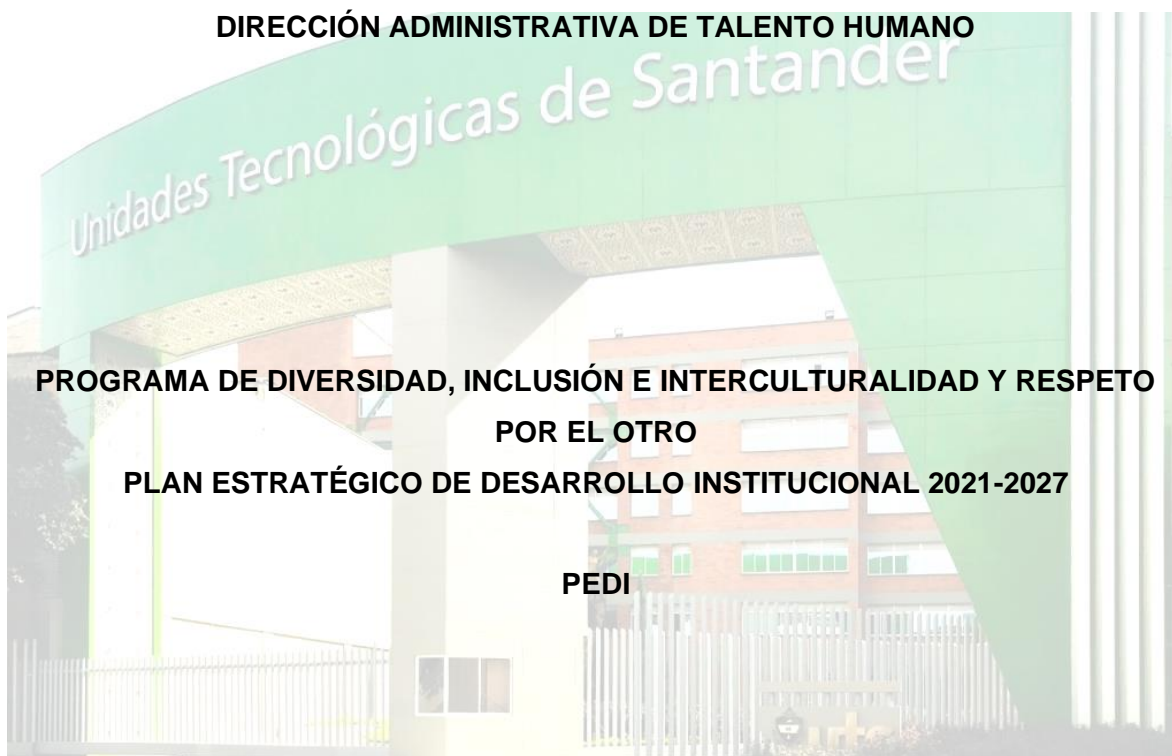 DIRECCIÓN ADMINISTRATIVA DE TALENTO HUMANO
Unidades Tecnológicas de Santander
PROGRAMA DE DIVERSIDAD, INCLUSIÓN E INTERCULTURALIDAD Y RESPETO
POR EL OTRO
PLAN ESTRATÉGICO DE DESARROLLO INSTITUCIONAL 2021-2027
PEDI